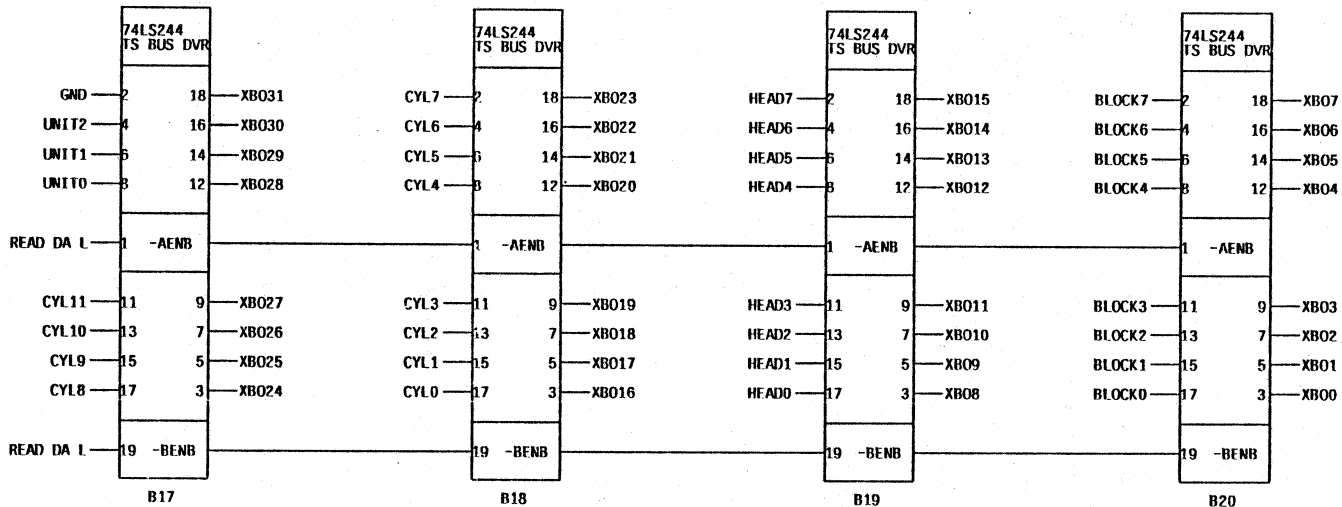 74LS244 74LS244 74LS244 74LS244
TS BUS DVR TS BUS DVR TS BUS DVR TS BUS DVR
GND 2 18 XBO31 CYL7 2 18 XBO23 HEAD7 2 18 XBO15 BLOCK7 2 18 XBO7
UNIT2 4 16 XBO30 CYL6 4 16 XBO22 HEAD6 4 16 XBO14 BLOCK6 4 16 XBO6
UNIT1 6 14 XBO29 CYL5 6 14 XBO21 HEAD5 6 14 XBO13 BLOCK5 6 14 XBO5
UNIT0 8 12 XBO28 CYL4 8 12 XBO20 HEAD4 8 12 XBO12 BLOCK4 8 12 XBO4
READ DA L 1 -AENB 1 -AENB 1 -AENB 1 -AENB
CYL11 11 9 XBO27 CYL3 11 9 XBO19 HEAD3 11 9 XBO11 BLOCK3 11 9 XBO3
CYL10 13 7 XBO26 CYL2 13 7 XBO18 HEAD2 13 7 XBO10 BLOCK2 13 7 XBO2
CYL9 15 5 XBO25 CYL1 15 5 XBO17 HEAD1 15 5 XBO9 BLOCK1 15 5 XBO1
CYL8 17 3 XBO24 CYL0 17 3 XBO16 HEAD0 17 3 XBO8 BLOCK0 17 3 XBO0
READ DA L 19 -BENB 19 -BENB 19 -BENB 19 -BENB
B17 B18 B19 B20